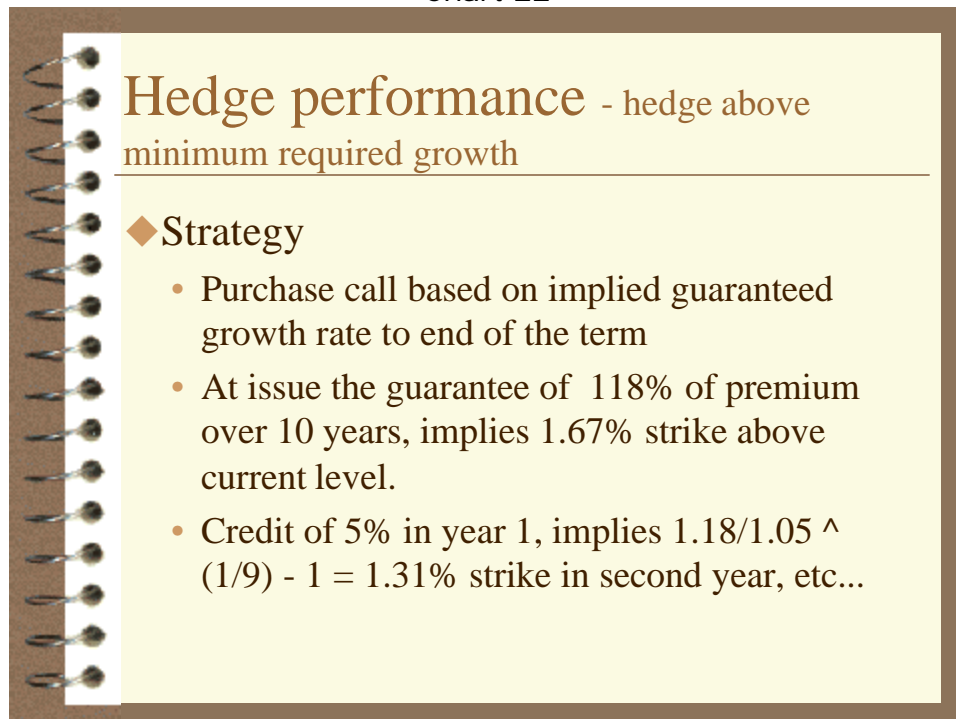 Hedge performance - hedge above
minimum required growth
Strategy
• Purchase call based on implied guaranteed
growth rate to end of the term
• At issue the guarantee of 118% of premium
over 10 years, implies 1.67% strike above
current level.
• Credit of 5% in year 1, implies 1.18/1.05 ^
(1/9) - 1 = 1.31% strike in second year, etc...